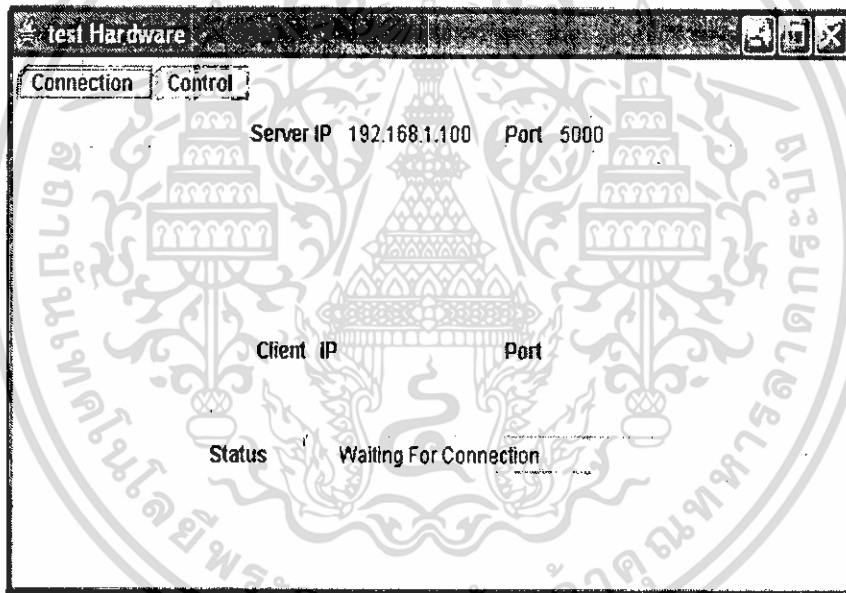 test Hardware
Connection Control
Server IP 192.168.1.100 Port 5000
Client IP Port
Status Waiting For Connection